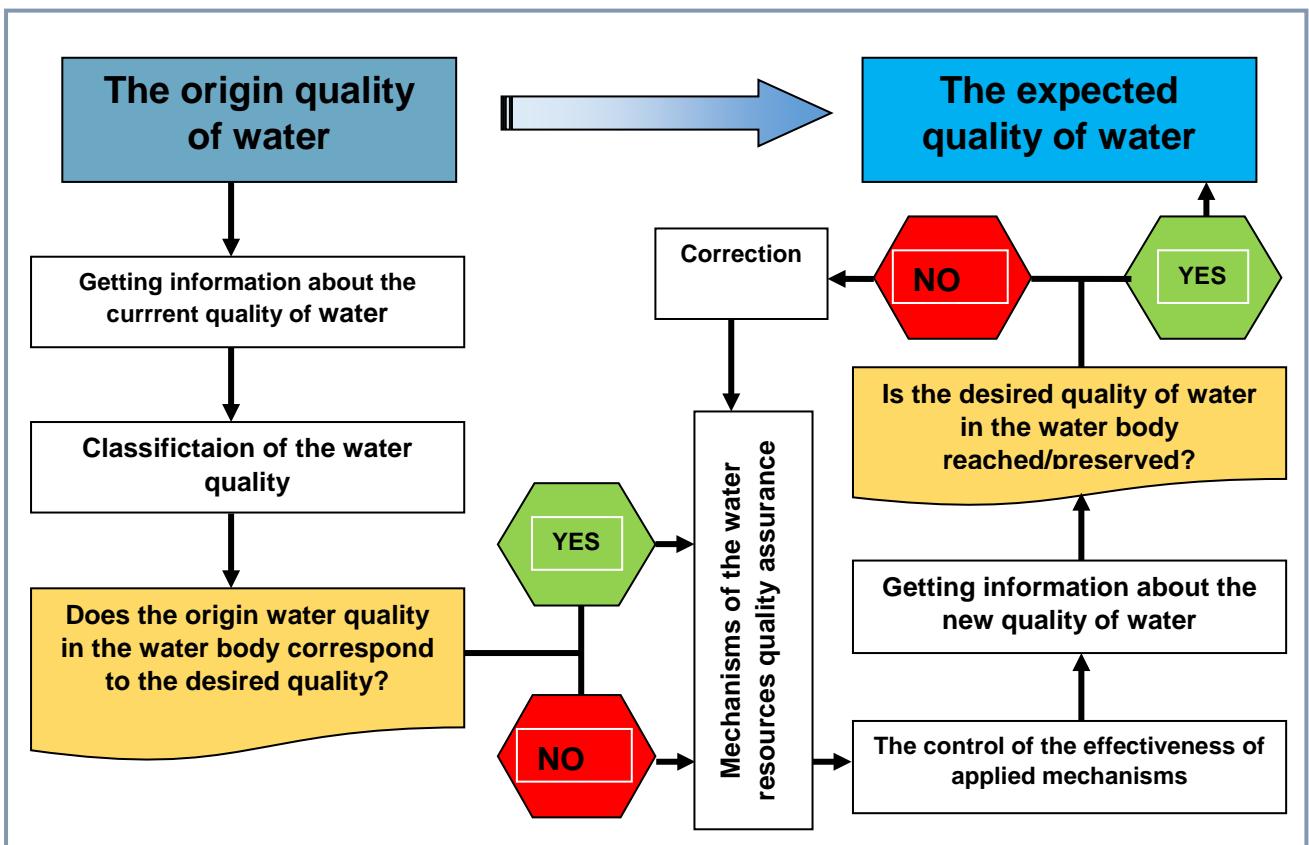 The origin quality
of water
The expected
quality of water
Getting information about the
currrent quality of water
Classifictaion of the water
quality
Does the origin water quality
in the water body correspond
to the desired quality?
YES
NO
Correction
Mechanisms of the water
resources quality assurance
NO
YES
Is the desired quality of water
in the water body
reached/preserved?
Getting information about the
new quality of water
The control of the effectiveness of
applied mechanisms